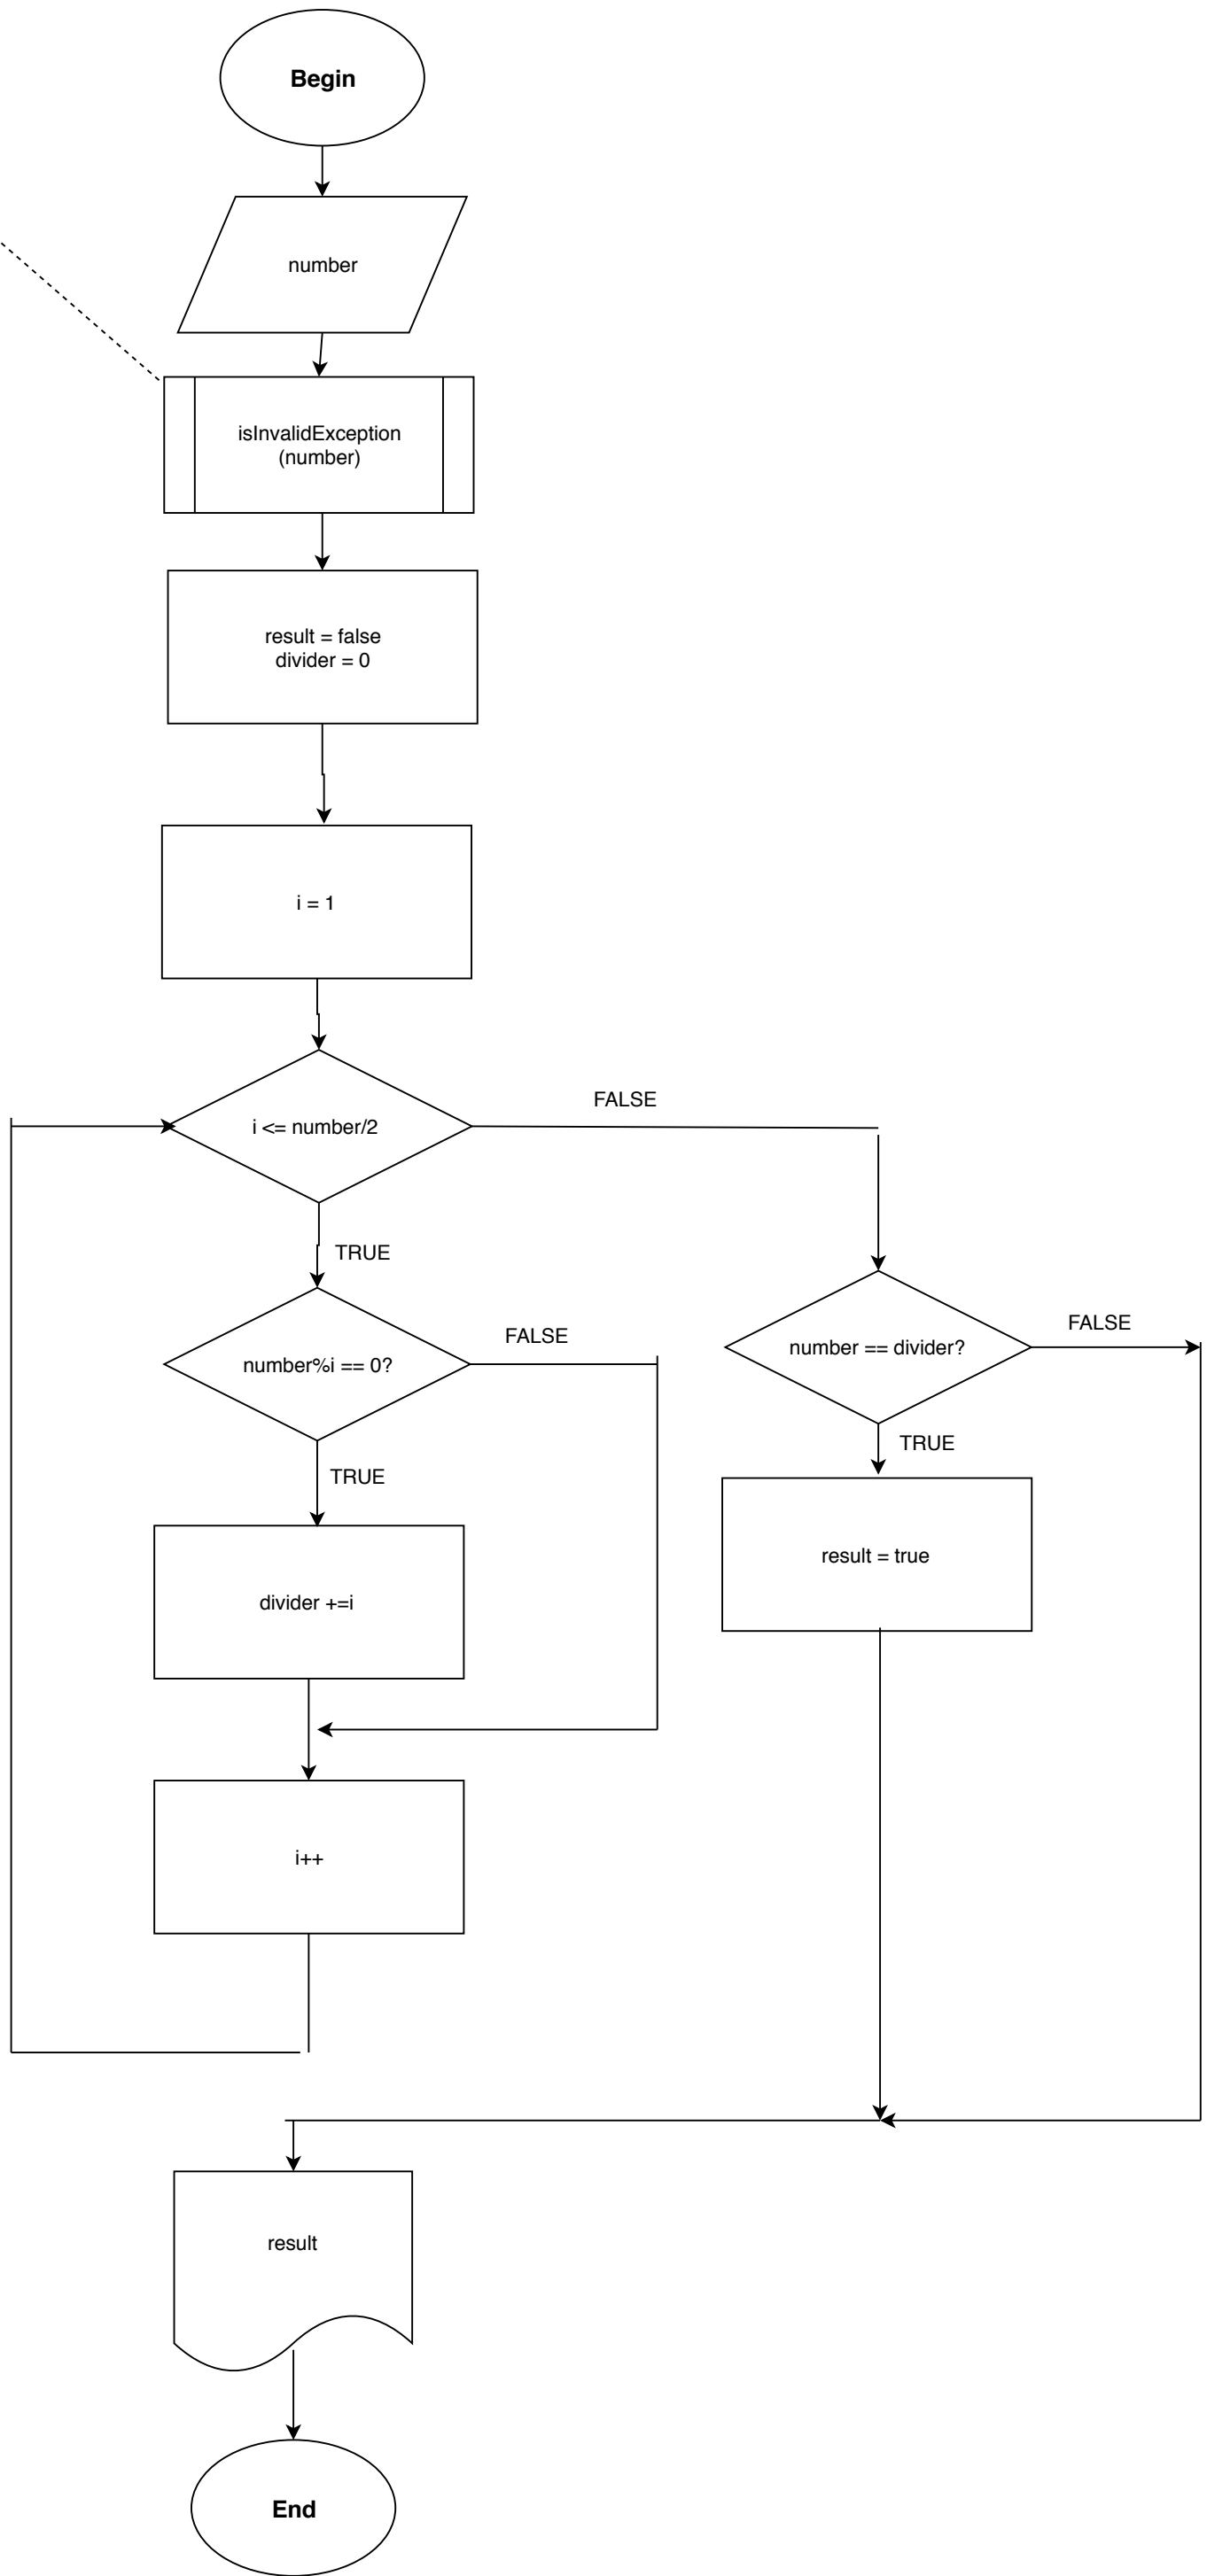 Begin
number
isInvalidException
(number)
result = false
divider = 0
i = 1
i <= number/2
FALSE
TRUE
number%i == 0?
FALSE
number == divider?
FALSE
TRUE
TRUE
divider +=i
result = true
i++
result
End